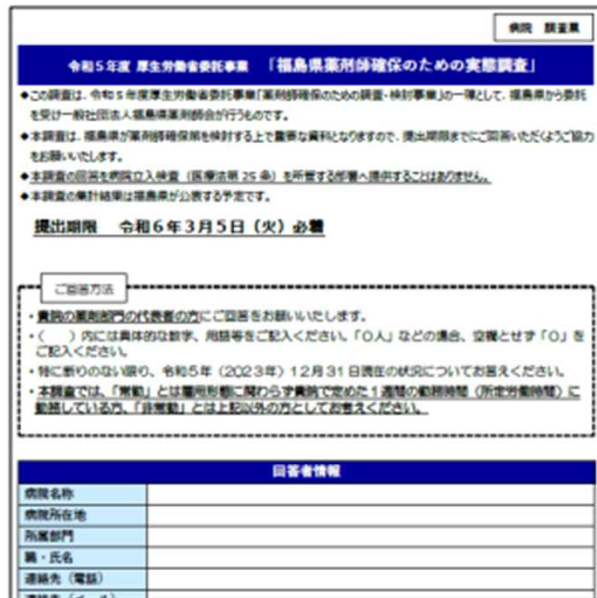 病院 調査票
令和５年度 厚生労働省委託事業 「福島県薬剤師確保のための実態調査」
◆この調査は、令和５年度厚生労働省委託事業「薬剤師確保のための調査・検討事業」の一環として、福島県から委託
を受け一般社団法人福島県薬剤師会が行うものです。
◆本調査は、福島県が薬剤師確保策を検討する上で重要な資料となりますので、提出期限までにご回答いただくようご協力
をお願いいたします。
◆本調査の回答を病院立入検査（医療法第 25 条）を所管する部署へ提供することはありません。
◆本調査の集計結果は福島県が公表する予定です。
提出期限 令和６年３月５日（火）必着
ご回答方法
・貴院の薬剤部門の代表者の方にご回答をお願いいたします。
・（　）内には具体的な数字、用語等をご記入ください。「０人」などの場合、空欄とせず「０」を
ご記入ください。
・特に断りのない限り、令和５年（２０２３年）１２月 31 日現在の状況についてお答えください。
・本調査では、「常勤」とは雇用形態に関わらず貴院で定めた１週間の勤務時間（所定労働時間）に
勤務している方、「非常勤」とは上記以外の方としてお答えください。
回答者情報
病院名称
病院所在地
所属部門
職・氏名
連絡先（電話）
連絡先（メール）